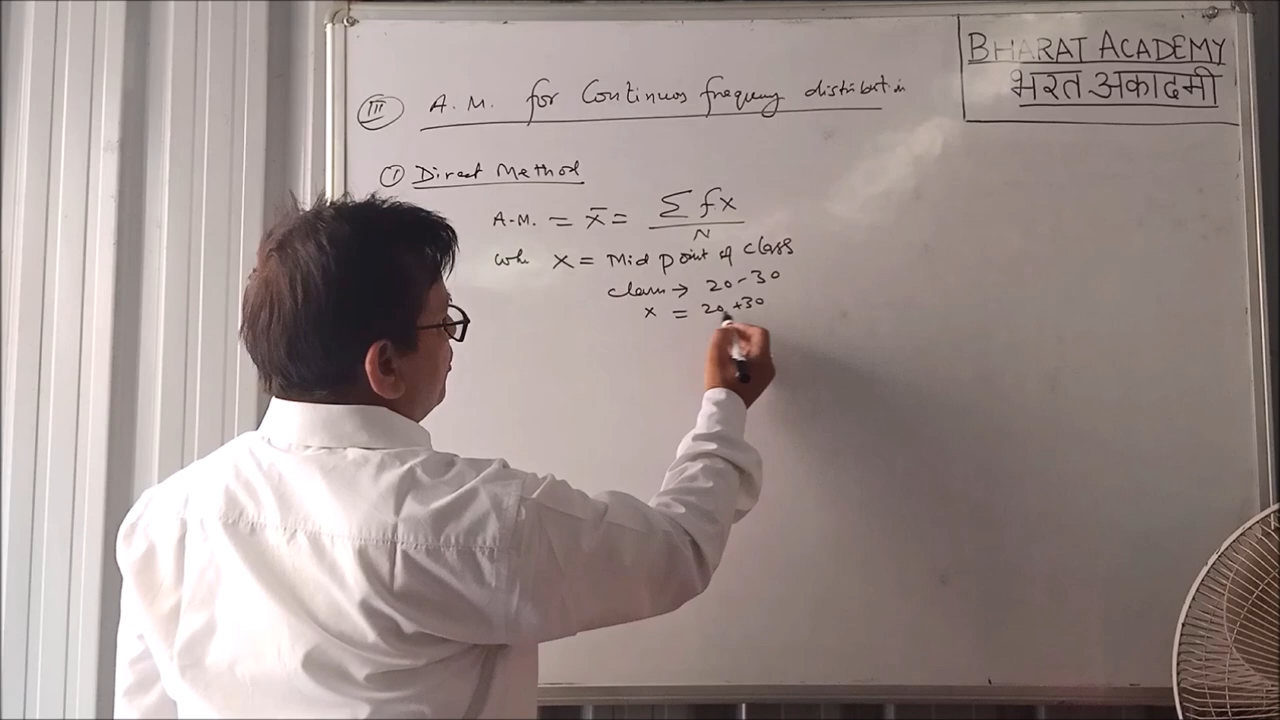 BHARAT ACADEMY
भरत अकादमी
III A.M. for Continuos frequency distribution
① Direct Method
A.M. = x̄ = Σfx / N
Whe X = Mid point of class
class → 20-30
x = 20+30